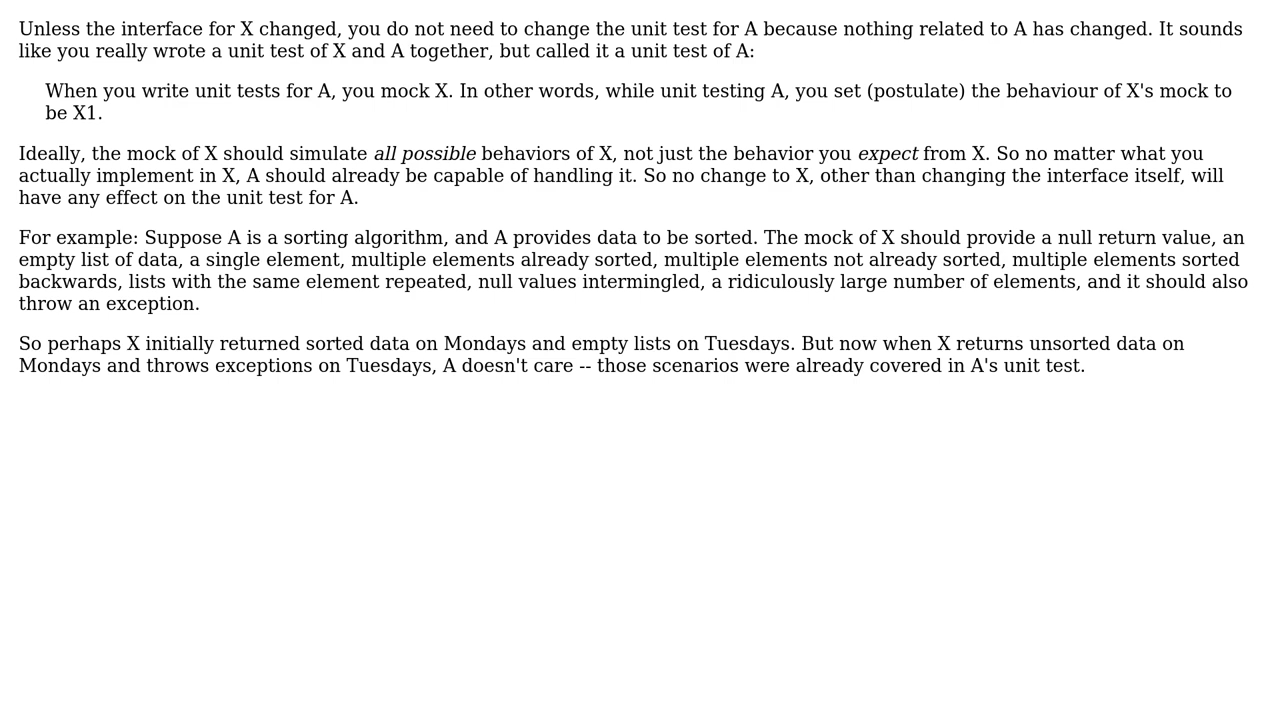 Unless the interface for X changed, you do not need to change the unit test for A because nothing related to A has changed. It sounds
like you really wrote a unit test of X and A together, but called it a unit test of A:
When you write unit tests for A, you mock X. In other words, while unit testing A, you set (postulate) the behaviour of X's mock to
be X1.
Ideally, the mock of X should simulate all possible behaviors of X, not just the behavior you expect from X. So no matter what you
actually implement in X, A should already be capable of handling it. So no change to X, other than changing the interface itself, will
have any effect on the unit test for A.
For example: Suppose A is a sorting algorithm, and A provides data to be sorted. The mock of X should provide a null return value, an
empty list of data, a single element, multiple elements already sorted, multiple elements not already sorted, multiple elements sorted
backwards, lists with the same element repeated, null values intermingled, a ridiculously large number of elements, and it should also
throw an exception.
So perhaps X initially returned sorted data on Mondays and empty lists on Tuesdays. But now when X returns unsorted data on
Mondays and throws exceptions on Tuesdays, A doesn't care -- those scenarios were already covered in A's unit test.